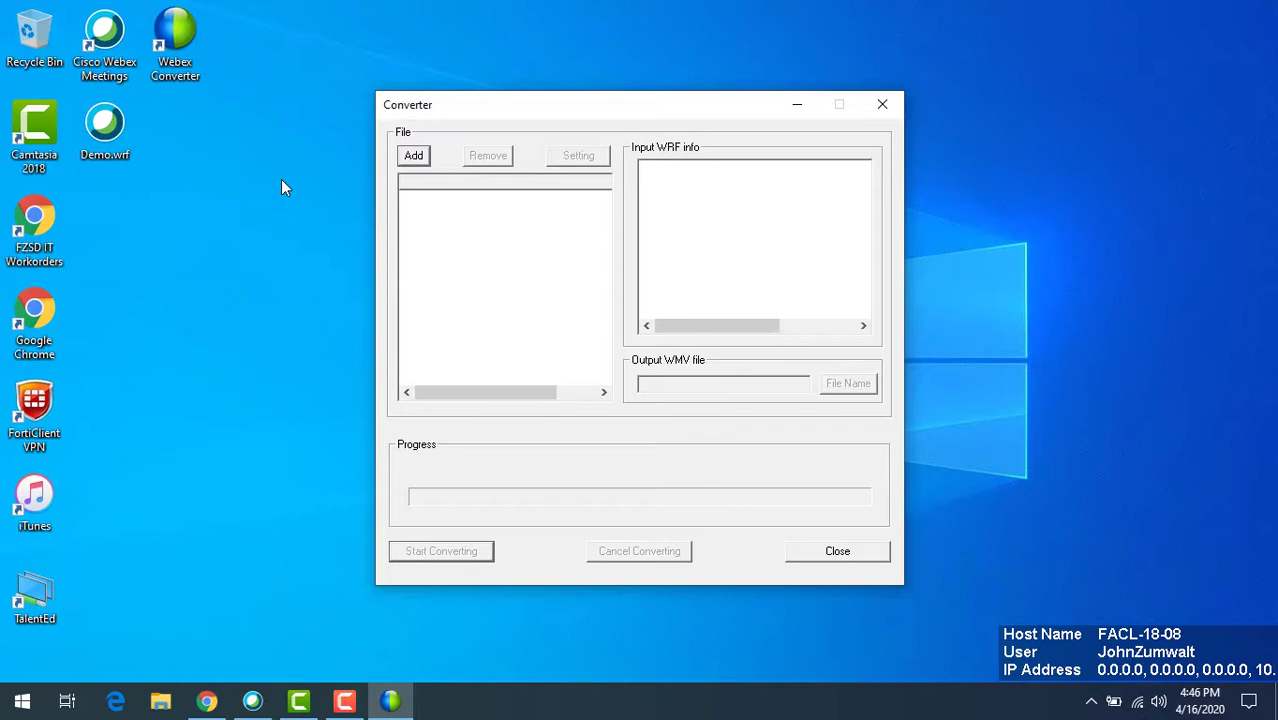 Recycle Bin
Cisco Webex
Meetings
Webex
Converter
Camtasia
2018
Demo.wrf
FZSD IT
Workorders
Google
Chrome
FortiClient
VPN
iTunes
TalentEd
Converter
File
Add
Remove
Setting
Input WRF info
Output WMV file
File Name
Progress
Start Converting
Cancel Converting
Close
Host Name FACL-18-08
User JohnZumwalt
IP Address 0.0.0.0, 0.0.0.0, 0.0.0.0, 10.
4:46 PM
4/16/2020